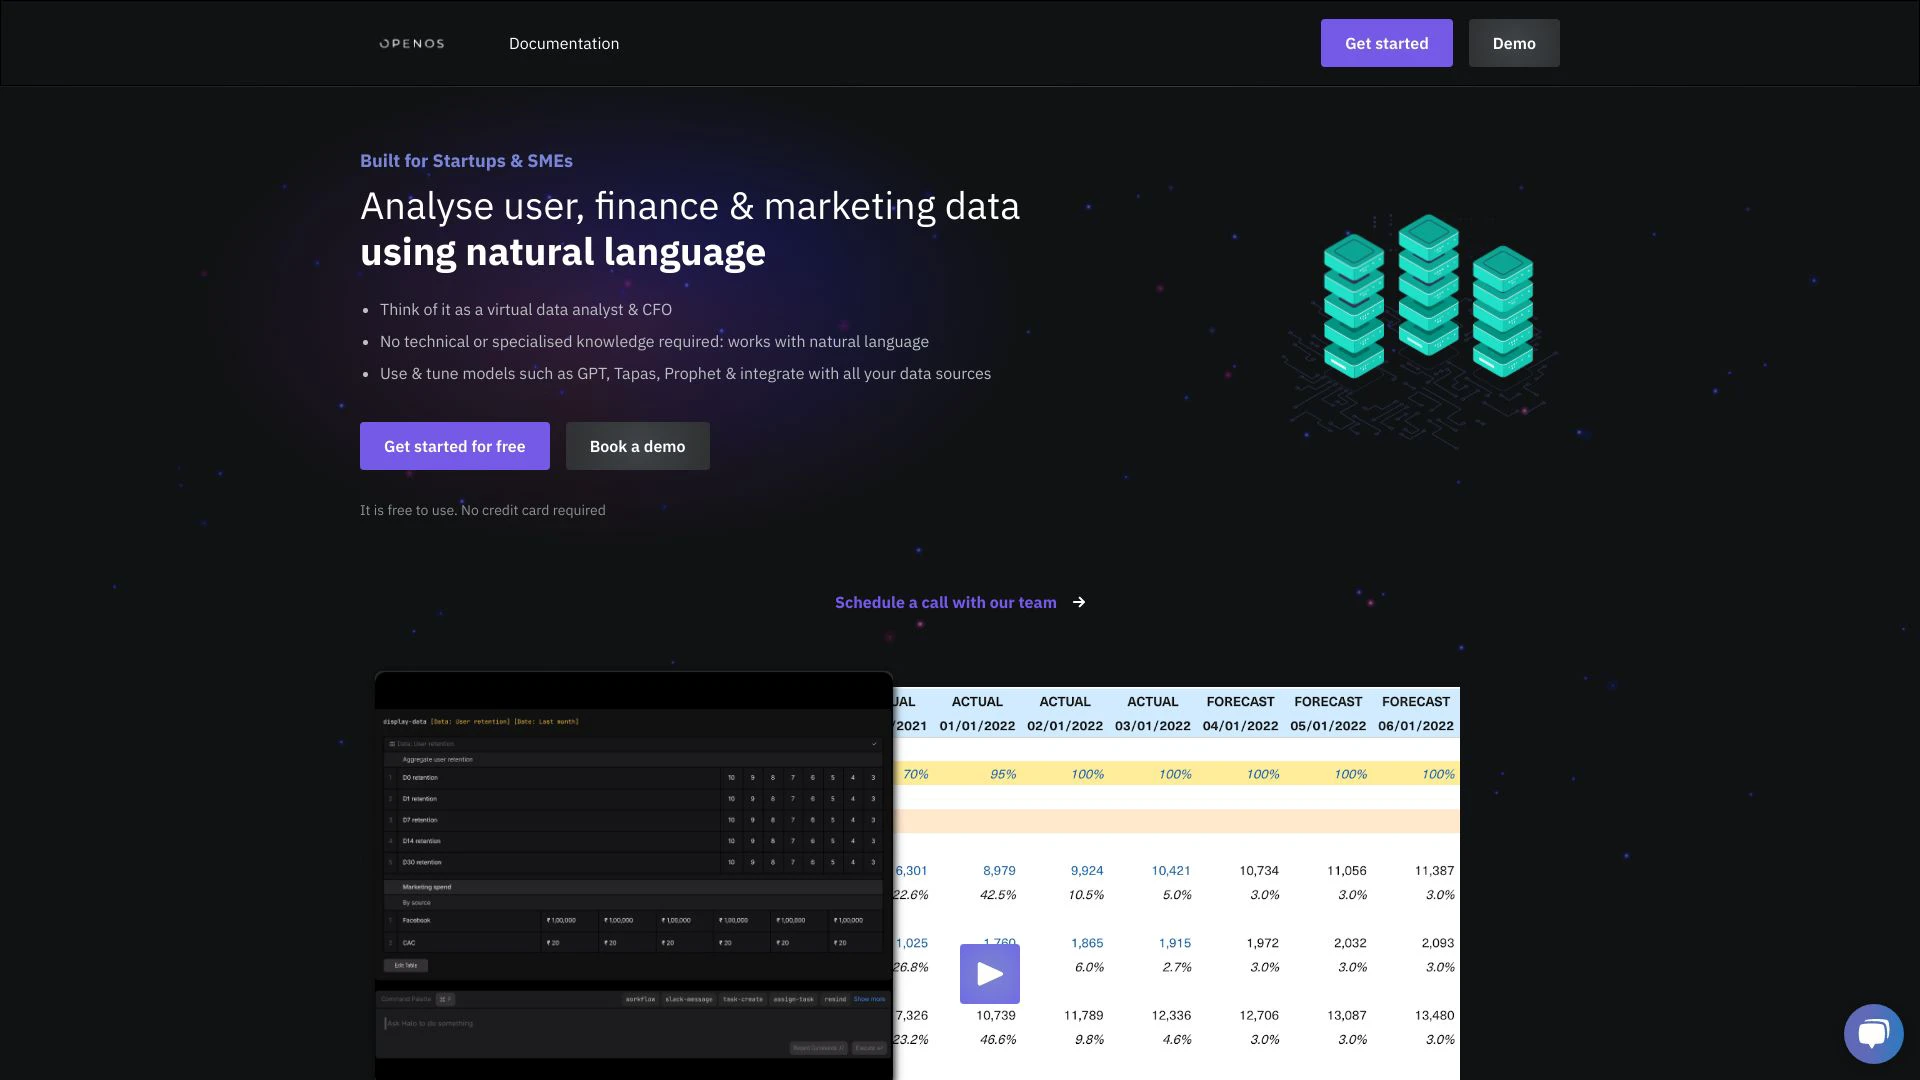 OPENOS
Documentation
Get started
Demo
Built for Startups & SMEs
Analyse user, finance & marketing data
using natural language
• Think of it as a virtual data analyst & CFO
• No technical or specialised knowledge required: works with natural language
• Use & tune models such as GPT, Tapas, Prophet & integrate with all your data sources
Get started for free
Book a demo
It is free to use. No credit card required
Schedule a call with our team
display-data [Data: User retention] [Date: Last month]
Data: User retention
Aggregate user retention
1 D0 retention 10 9 8 7 6 5 4 3
2 D1 retention 10 9 8 7 6 5 4 3
3 D7 retention 10 9 8 7 6 5 4 3
4 D14 retention 10 9 8 7 6 5 4 3
5 D30 retention 10 9 8 7 6 5 4 3
Marketing spend
By source
Facebook ₹ 1,00,000 ₹ 1,00,000 ₹ 1,00,000 ₹ 1,00,000 ₹ 1,00,000 ₹ 1,00,000
CAC ₹ 20 ₹ 20 ₹ 20 ₹ 20 ₹ 20 ₹ 20
Edit Table
Command Palette ⌘ P workflow slack-message task-create assign-task remind Show more
Ask Halo to do something
Record Commands Execute
UAL ACTUAL ACTUAL ACTUAL FORECAST FORECAST FORECAST
/2021 01/01/2022 02/01/2022 03/01/2022 04/01/2022 05/01/2022 06/01/2022
70% 95% 100% 100% 100% 100% 100%
6,301 8,979 9,924 10,421 10,734 11,056 11,387
22.6% 42.5% 10.5% 5.0% 3.0% 3.0% 3.0%
1,025 1,760 1,865 1,915 1,972 2,032 2,093
26.8% 6.0% 2.7% 3.0% 3.0% 3.0%
7,326 10,739 11,789 12,336 12,706 13,087 13,480
23.2% 46.6% 9.8% 4.6% 3.0% 3.0% 3.0%